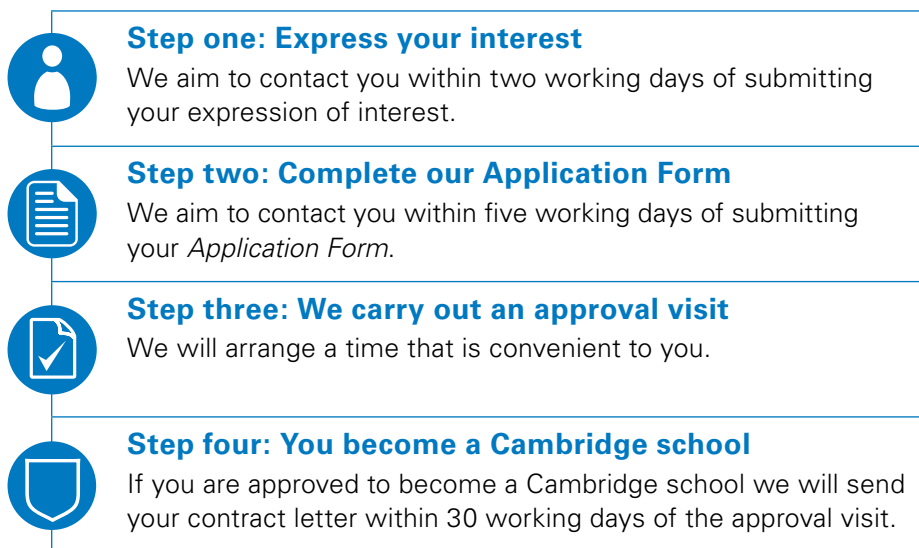 Step one: Express your interest
We aim to contact you within two working days of submitting
your expression of interest.
Step two: Complete our Application Form
We aim to contact you within five working days of submitting
your Application Form.
Step three: We carry out an approval visit
We will arrange a time that is convenient to you.
Step four: You become a Cambridge school
If you are approved to become a Cambridge school we will send
your contract letter within 30 working days of the approval visit.